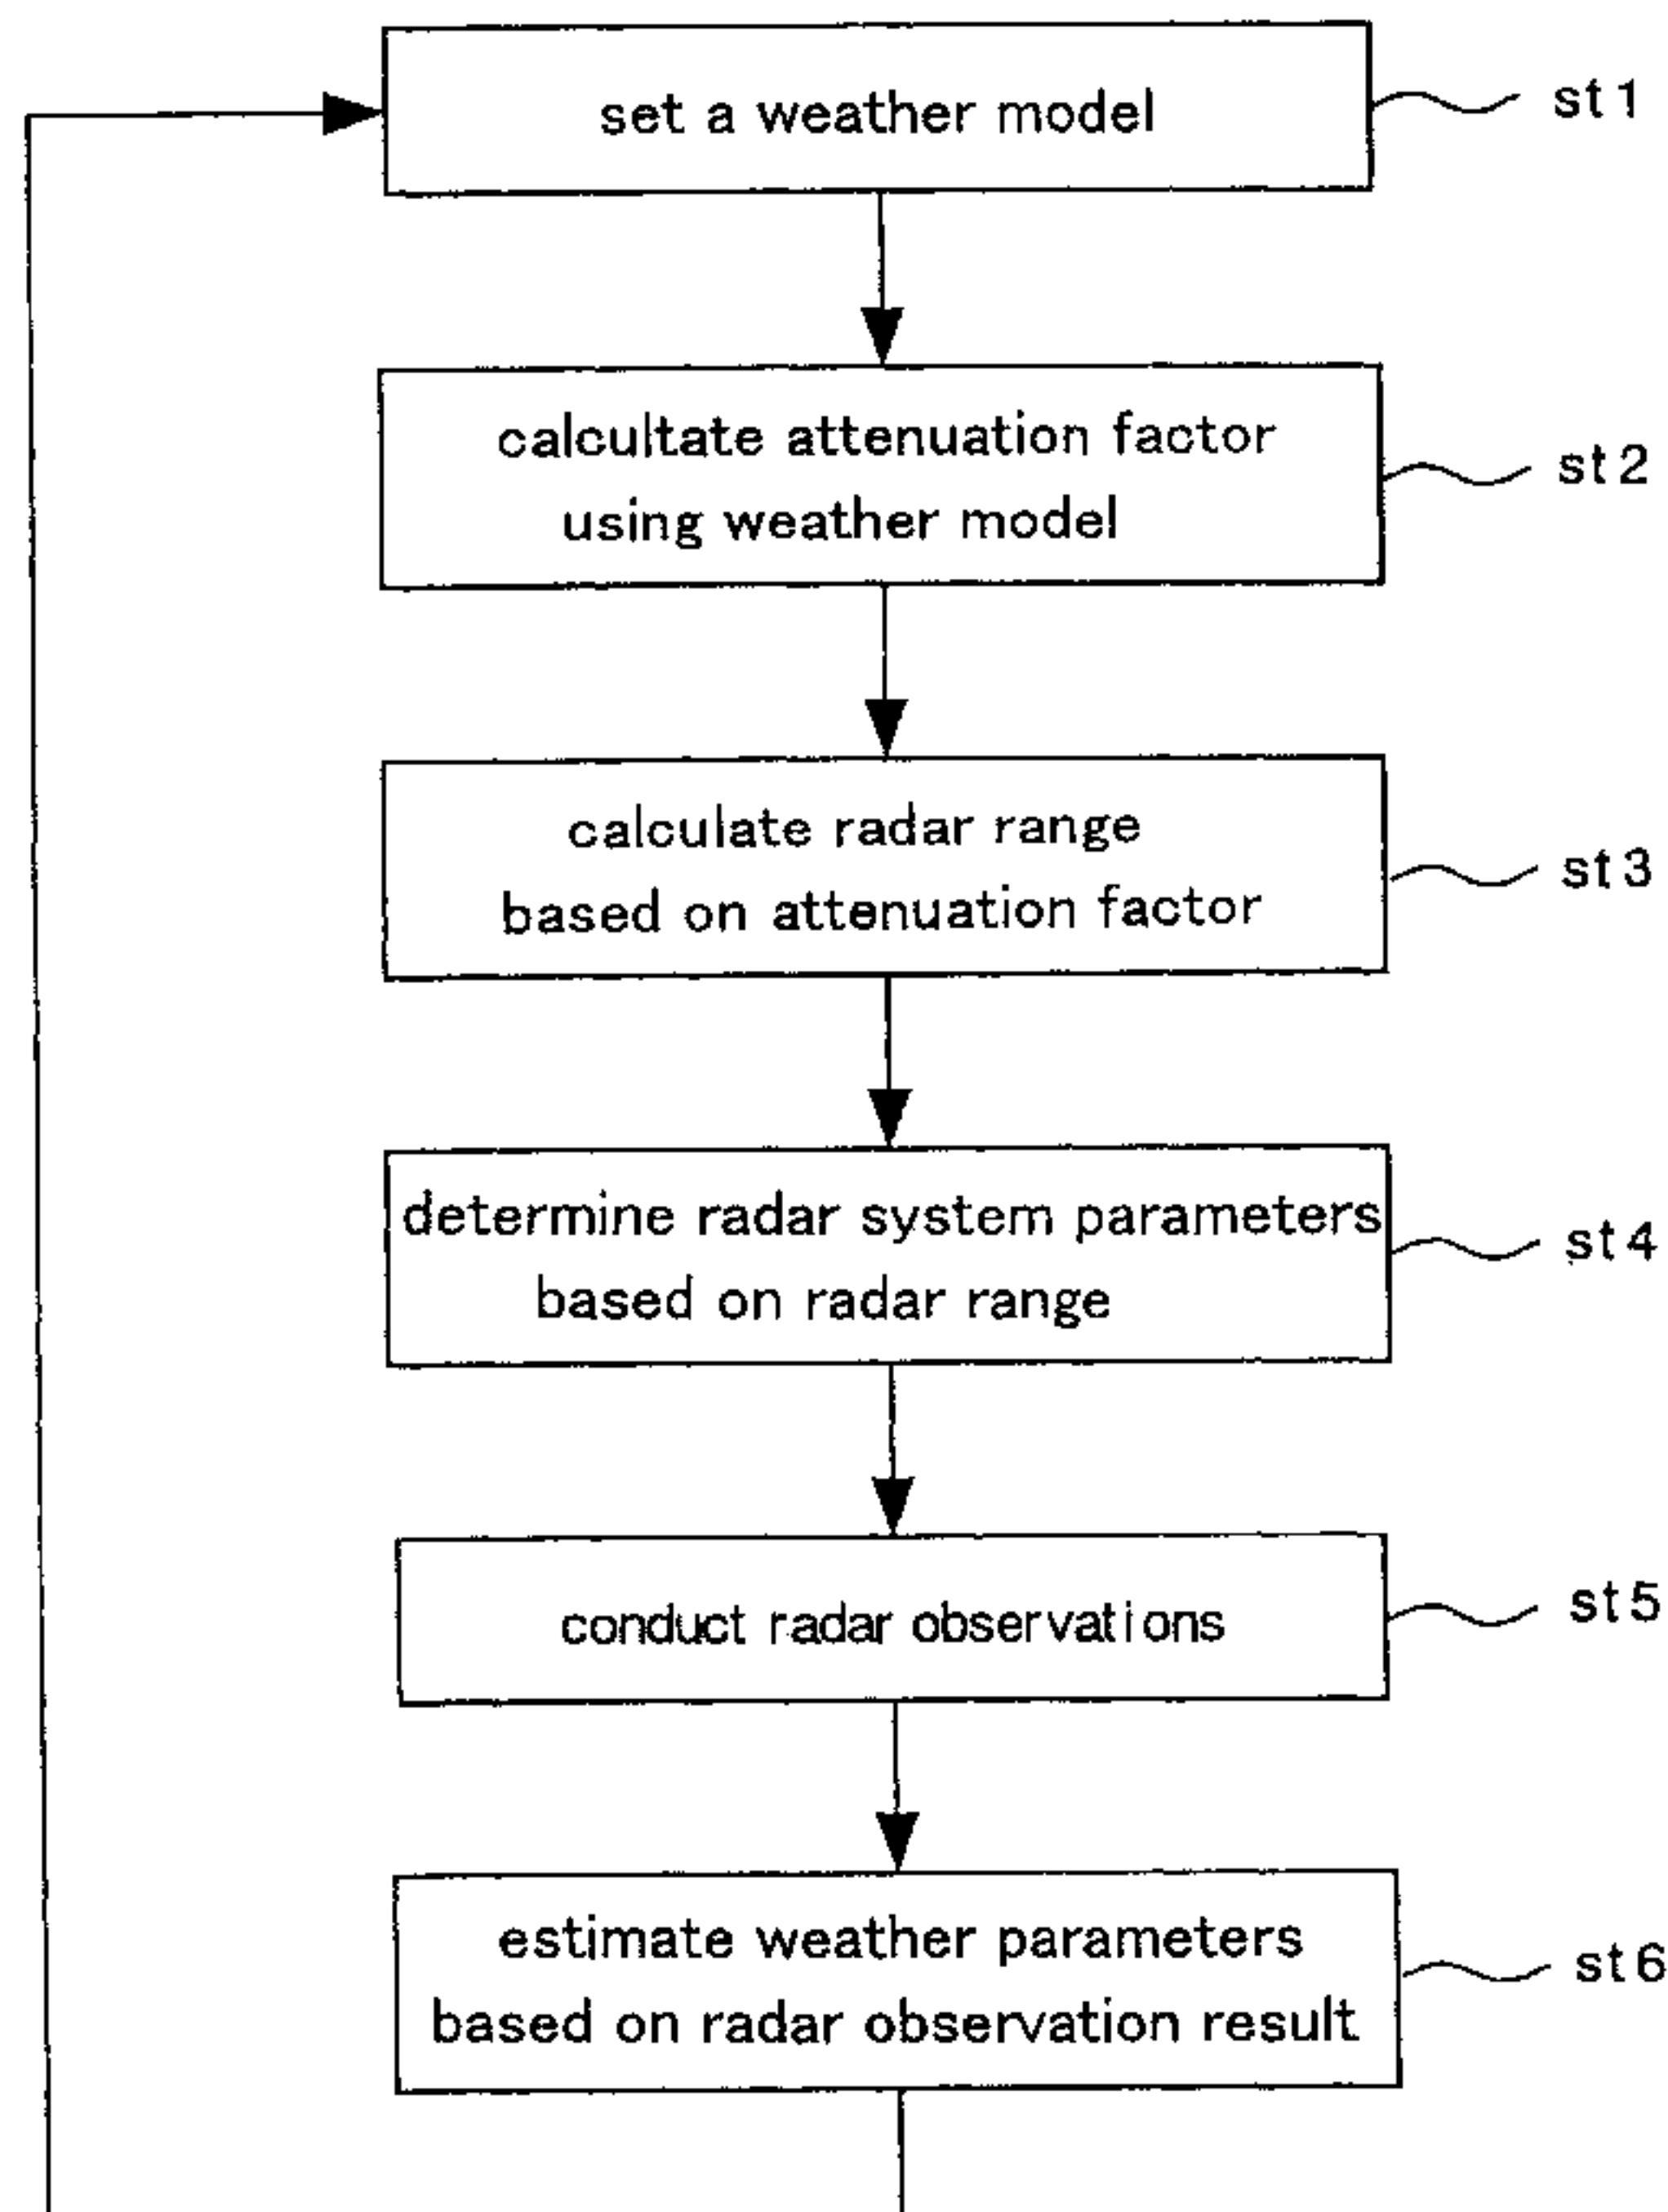 set a weather model
st1
calcultate attenuation factor
using weather model
st2
calculate radar range
based on attenuation factor
st3
determine radar system parameters
based on radar range
st4
conduct radar observations
st5
estimate weather parameters
based on radar observation result
st6